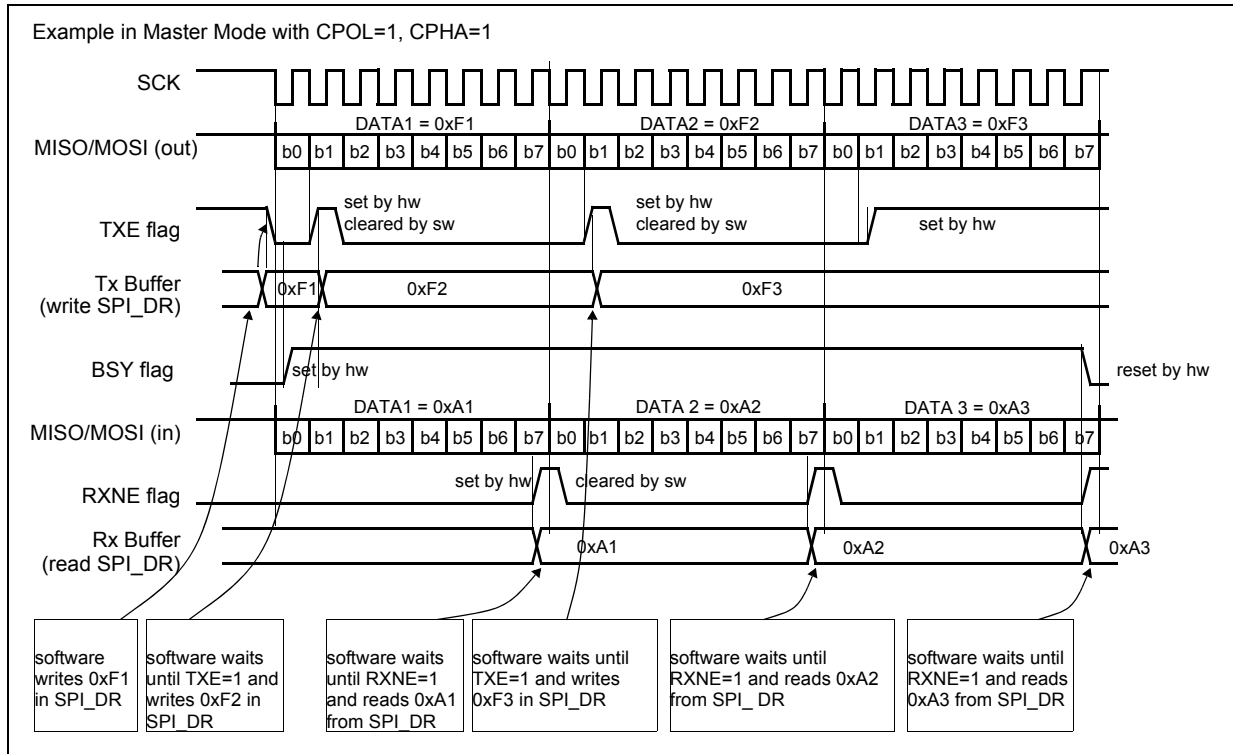 Example in Master Mode with CPOL=1, CPHA=1
SCK
DATA1 = 0xF1 DATA2 = 0xF2 DATA3 = 0xF3
MISO/MOSI (out)
b0 b1 b2 b3 b4 b5 b6 b7 b0 b1 b2 b3 b4 b5 b6 b7 b0 b1 b2 b3 b4 b5 b6 b7
TXE flag
set by hw
cleared by sw
set by hw
cleared by sw
set by hw
Tx Buffer
(write SPI_DR)
0xF1 0xF2 0xF3
BSY flag
set by hw
reset by hw
DATA1 = 0xA1 DATA 2 = 0xA2 DATA 3 = 0xA3
MISO/MOSI (in)
b0 b1 b2 b3 b4 b5 b6 b7 b0 b1 b2 b3 b4 b5 b6 b7 b0 b1 b2 b3 b4 b5 b6 b7
RXNE flag
set by hw
cleared by sw
Rx Buffer
(read SPI_DR)
0xA1 0xA2 0xA3
software
writes 0xF1
in SPI_DR
software waits
until TXE=1 and
writes 0xF2 in
SPI_DR
software waits
until RXNE=1
and reads 0xA1
from SPI_DR
software waits until
TXE=1 and writes
0xF3 in SPI_DR
software waits until
RXNE=1 and reads 0xA2
from SPI_ DR
software waits until
RXNE=1 and reads
0xA3 from SPI_DR